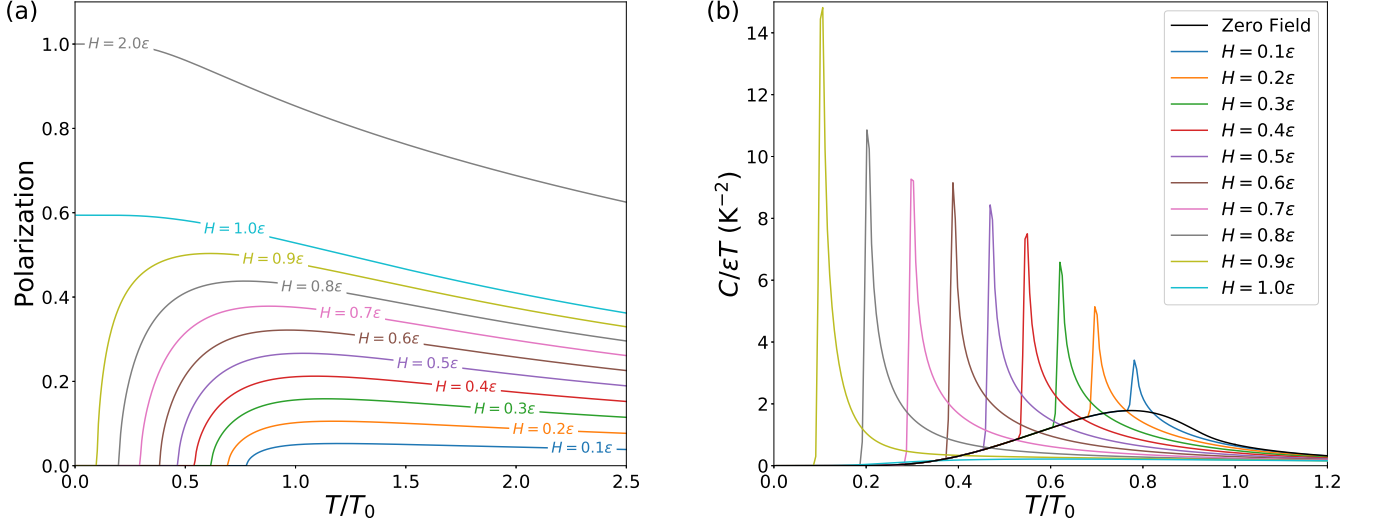 (a)
Polarization
1.0
0.8
0.6
0.4
0.2
0.0
H = 2.0ε
H = 1.0ε
H = 0.9ε
H = 0.8ε
H = 0.7ε
H = 0.6ε
H = 0.5ε
H = 0.4ε
H = 0.3ε
H = 0.2ε
H = 0.1ε
0.0 0.5 1.0 1.5 2.0 2.5
T/T₀
(b)
C/εT (K⁻²)
14
12
10
8
6
4
2
0
Zero Field
H = 0.1ε
H = 0.2ε
H = 0.3ε
H = 0.4ε
H = 0.5ε
H = 0.6ε
H = 0.7ε
H = 0.8ε
H = 0.9ε
H = 1.0ε
0.0 0.2 0.4 0.6 0.8 1.0 1.2
T/T₀